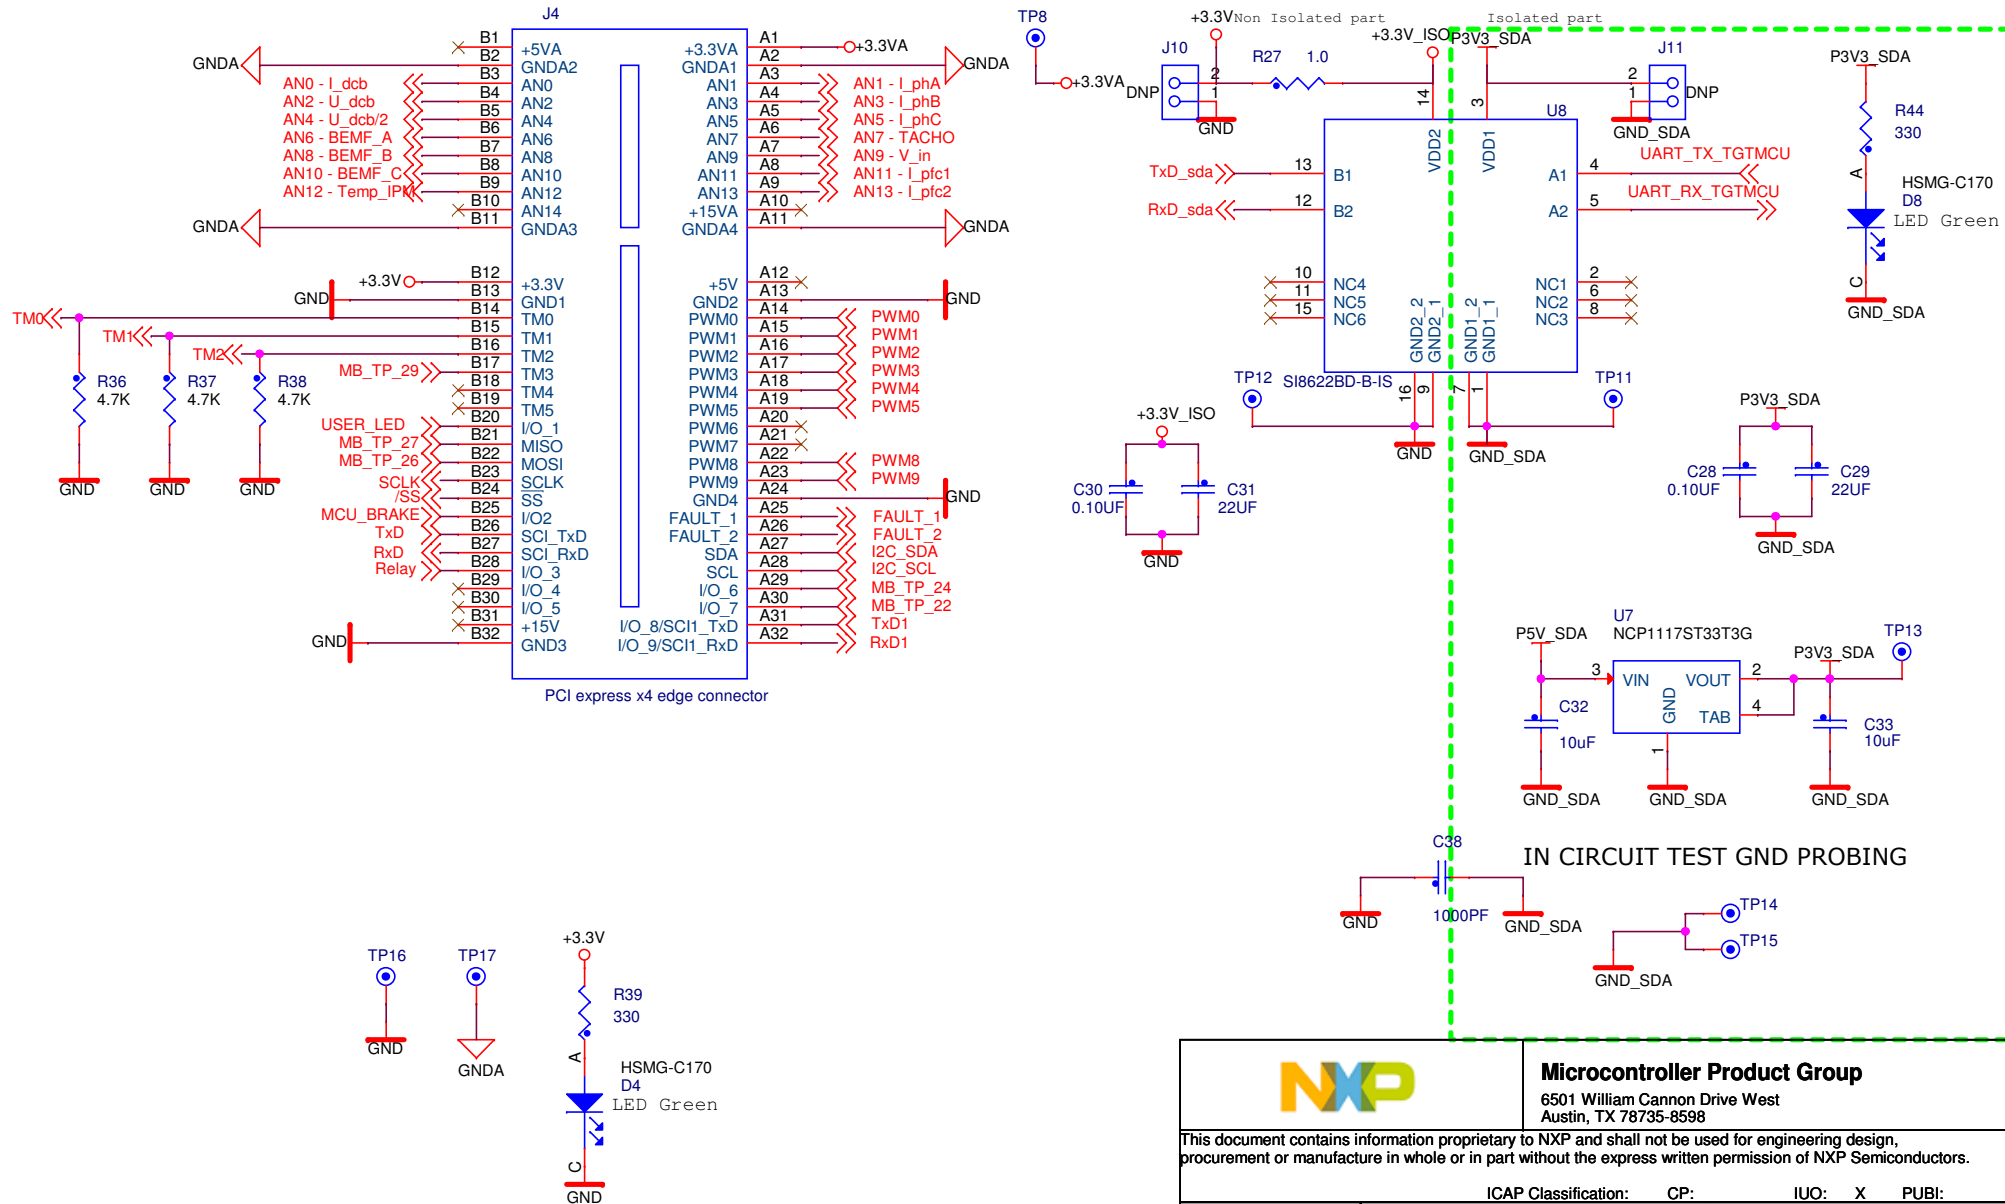 J4
B1 +5VA +3.3VA A1 +3.3VA
GNDA B2 GNDA2 GNDA1 A2 GNDA
AN0 - I_dcb B3 AN0 AN1 A3 AN1 - I_phA
AN2 - U_dcb B4 AN2 AN3 A4 AN3 - I_phB
AN4 - U_dcb/2 B5 AN4 AN5 A5 AN5 - I_phC
AN6 - BEMF_A B6 AN6 AN7 A6 AN7 - TACHO
AN8 - BEMF_B B7 AN8 AN9 A7 AN9 - V_in
AN10 - BEMF_C B8 AN10 AN11 A8 AN11 - I_pfc1
AN12 - Temp_IPM B9 AN12 AN13 A9 AN13 - I_pfc2
B10 AN14 +15VA A10
GNDA B11 GNDA3 GNDA4 A11 GNDA
+3.3V B12 +3.3V +5V A12
GND B13 GND1 GND2 A13 GND
TM0 B14 TM0 PWM0 A14 PWM0
TM1 B15 TM1 PWM1 A15 PWM1
TM2 B16 TM2 PWM2 A16 PWM2
MB_TP_29 B17 TM3 PWM3 A17 PWM3
B18 TM4 PWM4 A18 PWM4
B19 TM5 PWM5 A19 PWM5
USER_LED B20 I/O_1 PWM6 A20
MB_TP_27 B21 MISO PWM7 A21
MB_TP_26 B22 MOSI PWM8 A22 PWM8
SCLK B23 SCLK PWM9 A23 PWM9
/SS B24 SS GND4 A24 GND
MCU_BRAKE B25 I/O2 FAULT_1 A25 FAULT_1
TxD B26 SCI_TxD FAULT_2 A26 FAULT_2
RxD B27 SCI_RxD SDA A27 I2C_SDA
Relay B28 I/O_3 SCL A28 I2C_SCL
B29 I/O_4 I/O_6 A29 MB_TP_24
B30 I/O_5 I/O_7 A30 MB_TP_22
B31 +15V I/O_8/SCI1_TxD A31 TxD1
GND B32 GND3 I/O_9/SCI1_RxD A32 RxD1
PCI express x4 edge connector
R36 R37 R38
4.7K 4.7K 4.7K
GND GND GND
TP8
+3.3VA
+3.3V Non Isolated part Isolated part
J10 R27 1.0 +3.3V_ISO P3V3_SDA J11
2 2
DNP 1 1 DNP
GND 14 3 GND_SDA
U8
VDD2 VDD1
TxD_sda 13 B1 A1 4 UART_TX_TGTMCU
RxD_sda 12 B2 A2 5 UART_RX_TGTMCU
10 NC4 NC1 2
11 NC5 NC2 6
15 NC6 NC3 8
GND2_2 GND2_1 GND1_2 GND1_1
SI8622BD-B-IS
TP12 16 9 7 1 TP11
GND GND_SDA
P3V3_SDA
R44
330
A
HSMG-C170
D8
LED Green
C
GND_SDA
+3.3V_ISO
C30 C31
0.10UF 22UF
GND
P3V3_SDA
C28 C29
0.10UF 22UF
GND_SDA
U7
P5V_SDA NCP1117ST33T3G P3V3_SDA TP13
3 VIN VOUT 2
GND TAB 4
1
C32 C33
10uF 10uF
GND_SDA GND_SDA GND_SDA
IN CIRCUIT TEST GND PROBING
C38
1000PF
GND GND_SDA
TP14
TP15
GND_SDA
TP16 TP17 +3.3V
R39
330
GND GNDA
A
HSMG-C170
D4
LED Green
C
GND
NXP
Microcontroller Product Group
6501 William Cannon Drive West
Austin, TX 78735-8598
This document contains information proprietary to NXP and shall not be used for engineering design,
procurement or manufacture in whole or in part without the express written permission of NXP Semiconductors.
ICAP Classification: CP: IUO: X PUBI: